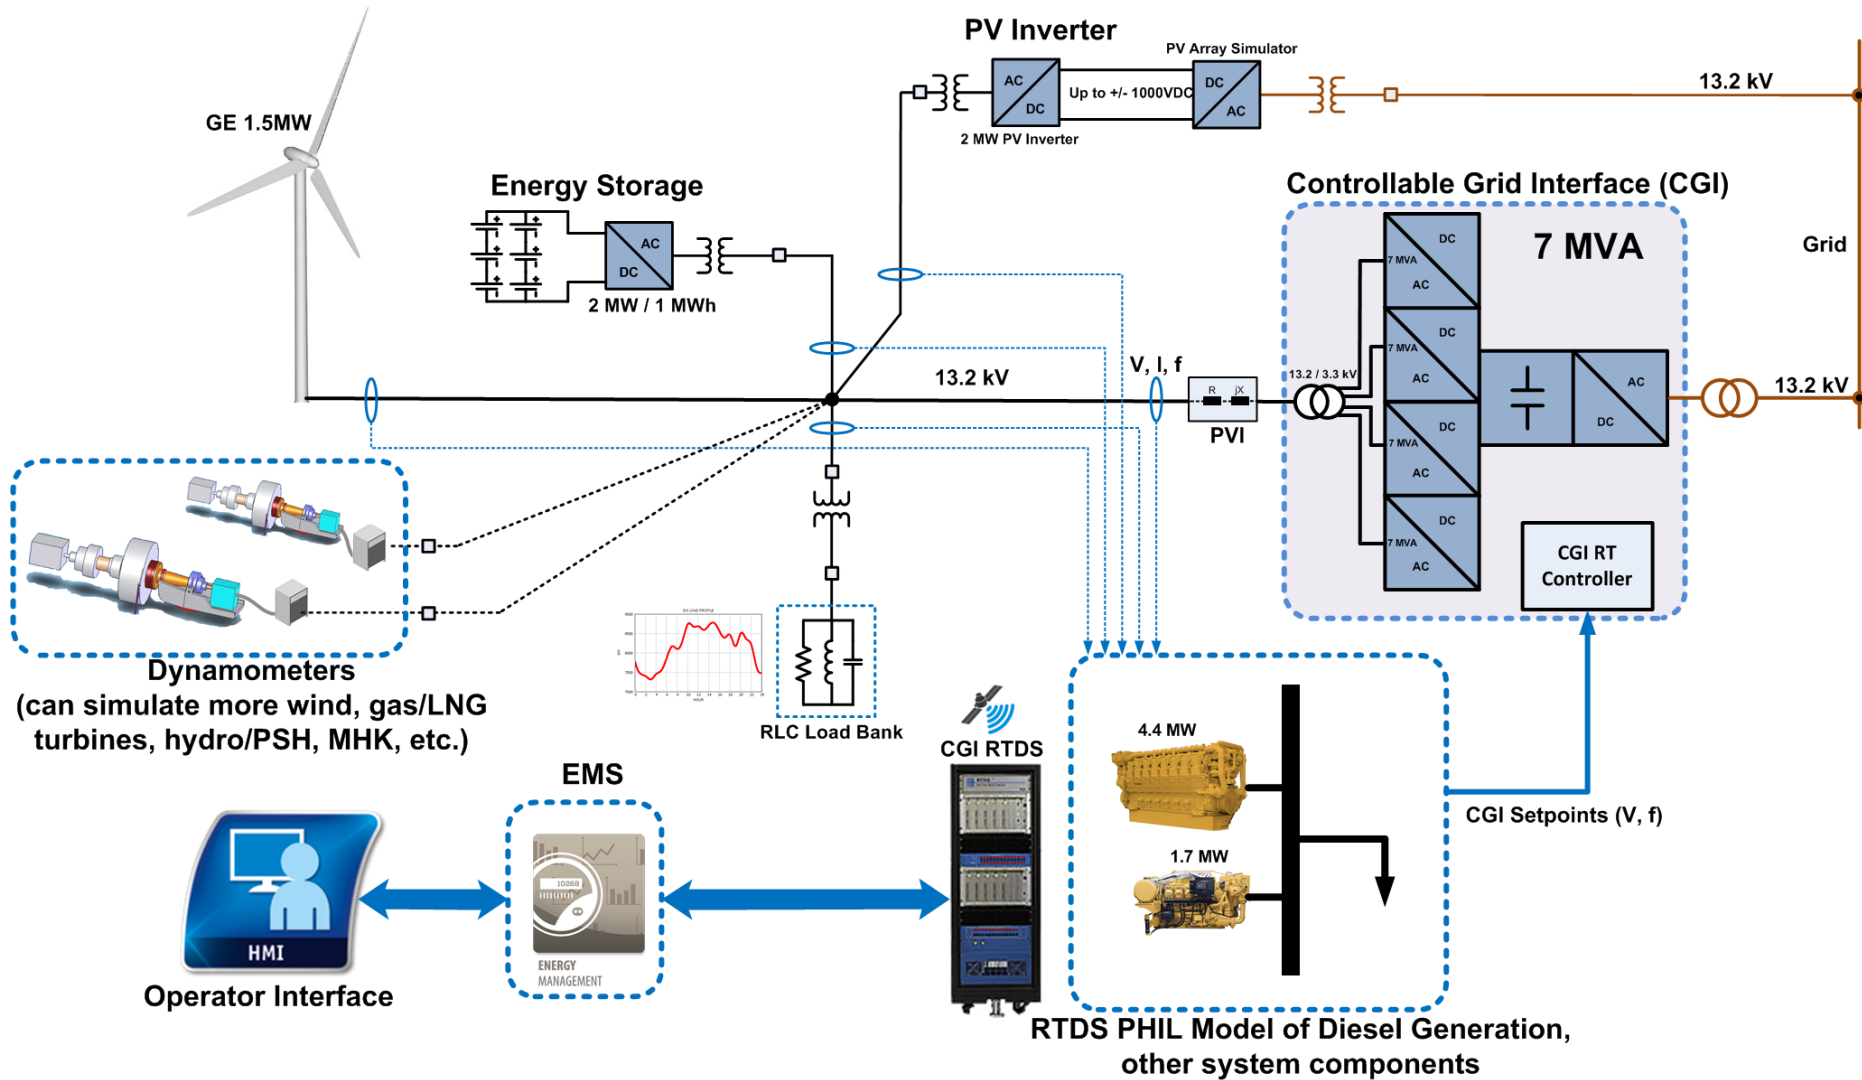 PV Inverter
PV Array Simulator
AC
DC
Up to +/- 1000VDC
DC
AC
2 MW PV Inverter
13.2 kV
GE 1.5MW
Energy Storage
AC
DC
2 MW / 1 MWh
Controllable Grid Interface (CGI)
7 MVA
Grid
DC
7 MVA
AC
DC
7 MVA
AC
DC
7 MVA
AC
DC
7 MVA
AC
AC
DC
13.2 kV
V, I, f
R
jX
PVI
13.2 / 3.3 kV
13.2 kV
CGI RT
Controller
Dynamometers
(can simulate more wind, gas/LNG
turbines, hydro/PSH, MHK, etc.)
HOUR
RLC Load Bank
CGI RTDS
EMS
10268
ENERGY
MANAGEMENT
HMI
Operator Interface
4.4 MW
1.7 MW
CGI Setpoints (V, f)
RTDS PHIL Model of Diesel Generation,
other system components